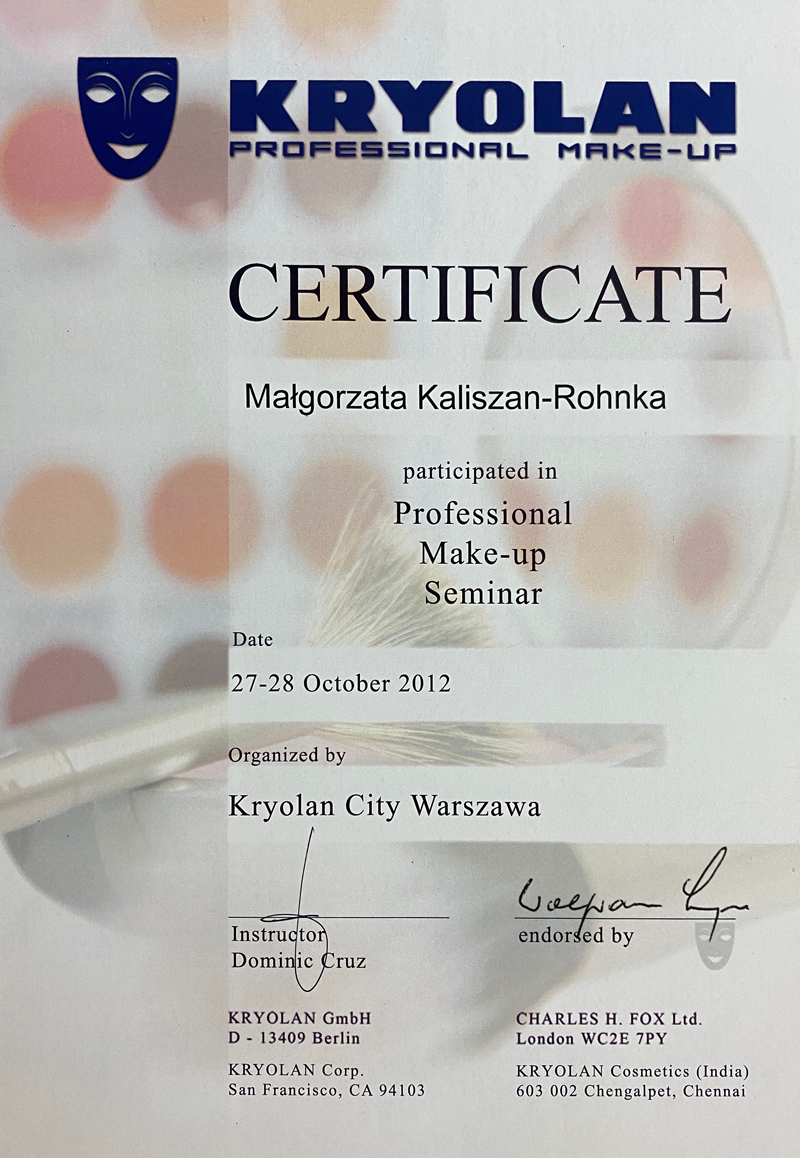 KRYOLAN
PROFESSIONAL MAKE-UP
CERTIFICATE
Małgorzata Kaliszan-Rohnka
participated in
Professional
Make-up
Seminar
Date
27-28 October 2012
Organized by
Kryolan City Warszawa
Instructor
Dominic Cruz
endorsed by
KRYOLAN GmbH
D - 13409 Berlin
KRYOLAN Corp.
San Francisco, CA 94103
CHARLES H. FOX Ltd.
London WC2E 7PY
KRYOLAN Cosmetics (India)
603 002 Chengalpet, Chennai